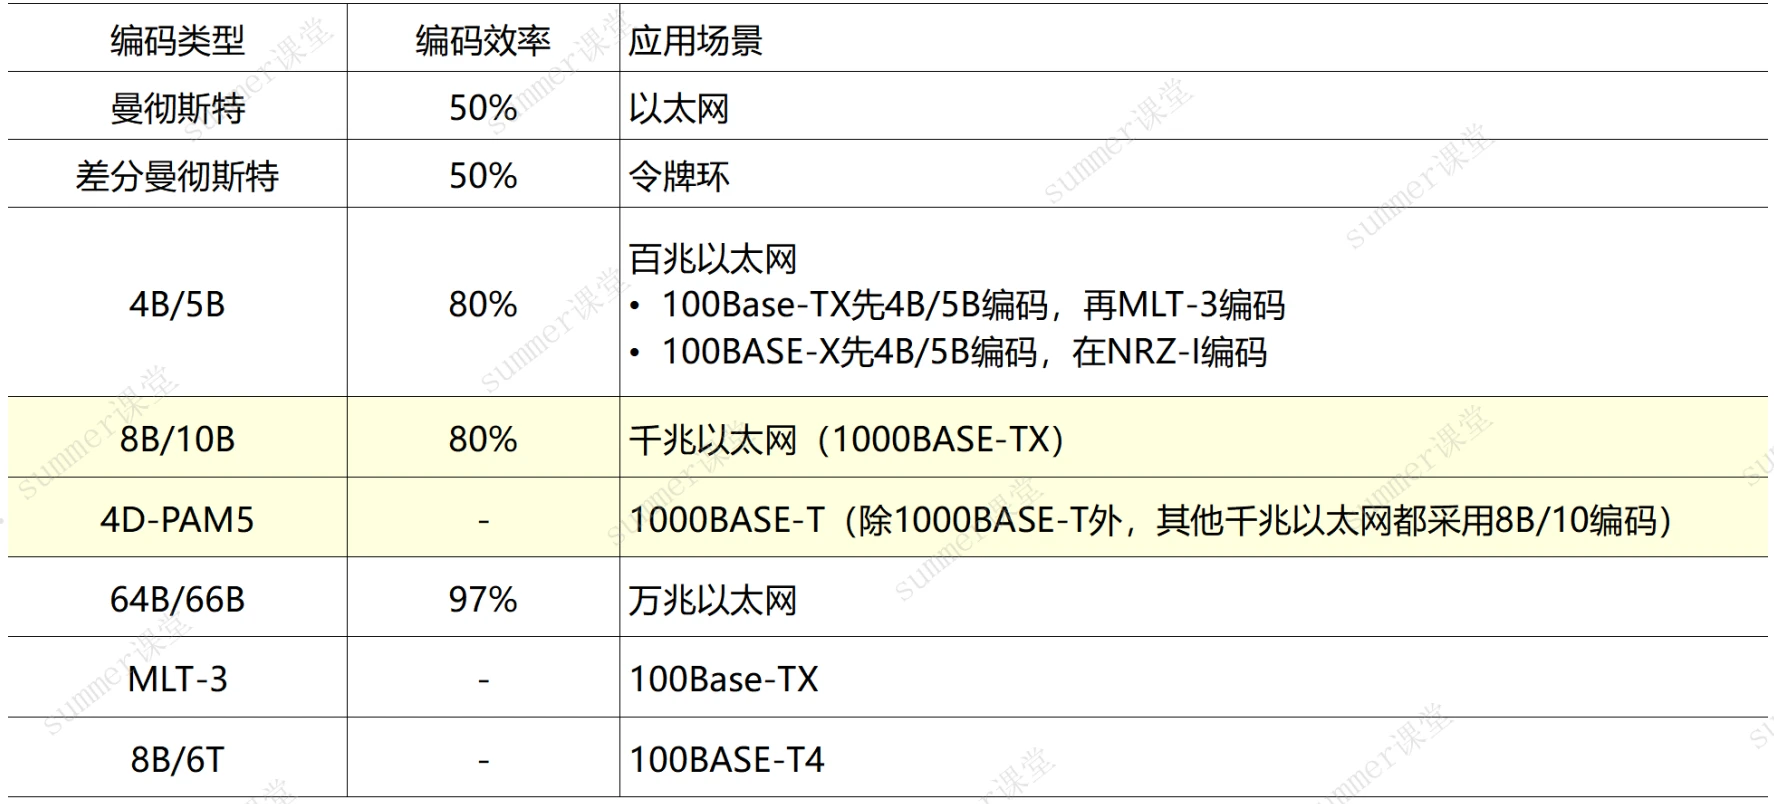 编码类型 编码效率 应用场景
曼彻斯特 50% 以太网
差分曼彻斯特 50% 令牌环
4B/5B 80% 百兆以太网
• 100Base-TX先4B/5B编码，再MLT-3编码
• 100BASE-X先4B/5B编码，在NRZ-I编码
8B/10B 80% 千兆以太网（1000BASE-TX）
4D-PAM5 - 1000BASE-T（除1000BASE-T外，其他千兆以太网都采用8B/10编码）
64B/66B 97% 万兆以太网
MLT-3 - 100Base-TX
8B/6T - 100BASE-T4
summer课堂